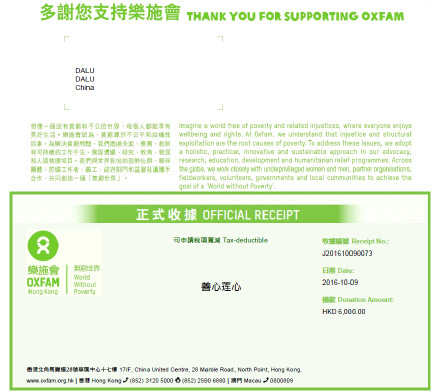 多謝您支持樂施會 THANK YOU FOR SUPPORTING OXFAM
DALU
DALU
China
Imagine a world free of poverty and related injustices, where everyone enjoys
wellbeing and rights. At Oxfam, we understand that injustice and structural
exploitation are the root causes of poverty. To address these issues, we adopt
a holistic, practical, innovative and sustainable approach in our advocacy,
research, education, development and humanitarian relief programmes. Across
the globe, we work closely with underprivileged women and men, partner organisations,
fieldworkers, volunteers, governments and local communities to achieve the
goal of a 'World without Poverty'.
正式收據 OFFICIAL RECEIPT
樂施會
OXFAM
Hong Kong
無窮世界
World
Without
Poverty
可申請稅項寬減 Tax-deductible
善心莲心
收據編號 Receipt No.:
J201610090073
日期 Date:
2016-10-09
捐款 Donation Amount:
HKD 6,000.00
香港北角馬寶道28號華匯中心十七樓 17/F, China United Centre, 28 Marble Road, North Point, Hong Kong.
www.oxfam.org.hk | 香港 Hong Kong (852) 3120 5000 (852) 2590 6880 | 澳門 Macau 0800809